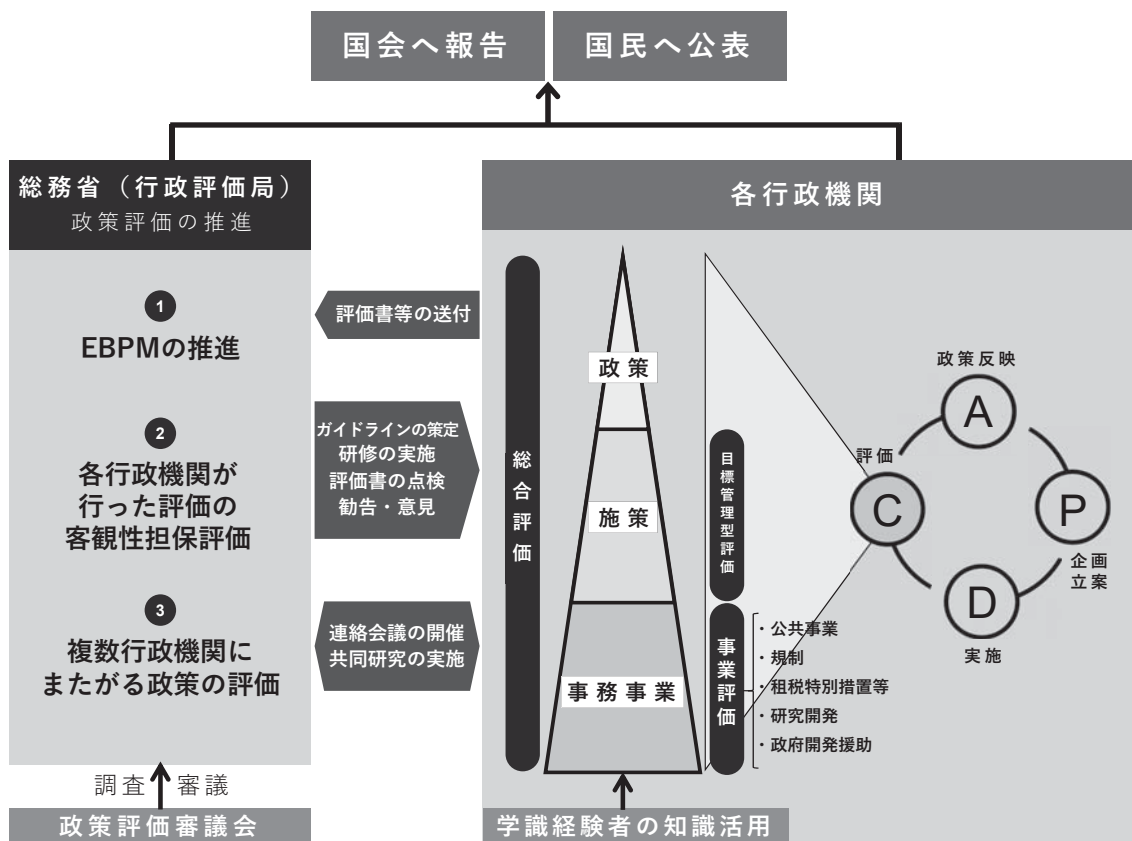 国会へ報告
国民へ公表
総務省（行政評価局）
政策評価の推進
1
EBPMの推進
2
各行政機関が
行った評価の
客観性担保評価
3
複数行政機関に
またがる政策の評価
調査
審議
政策評価審議会
評価書等の送付
ガイドラインの策定
研修の実施
評価書の点検
勧告・意見
連絡会議の開催
共同研究の実施
各行政機関
総合評価
政策
施策
事務事業
目標管理型評価
事業評価
・公共事業
・規制
・租税特別措置等
・研究開発
・政府開発援助
政策反映
A
評価
C
P
企画
立案
D
実施
学識経験者の知識活用